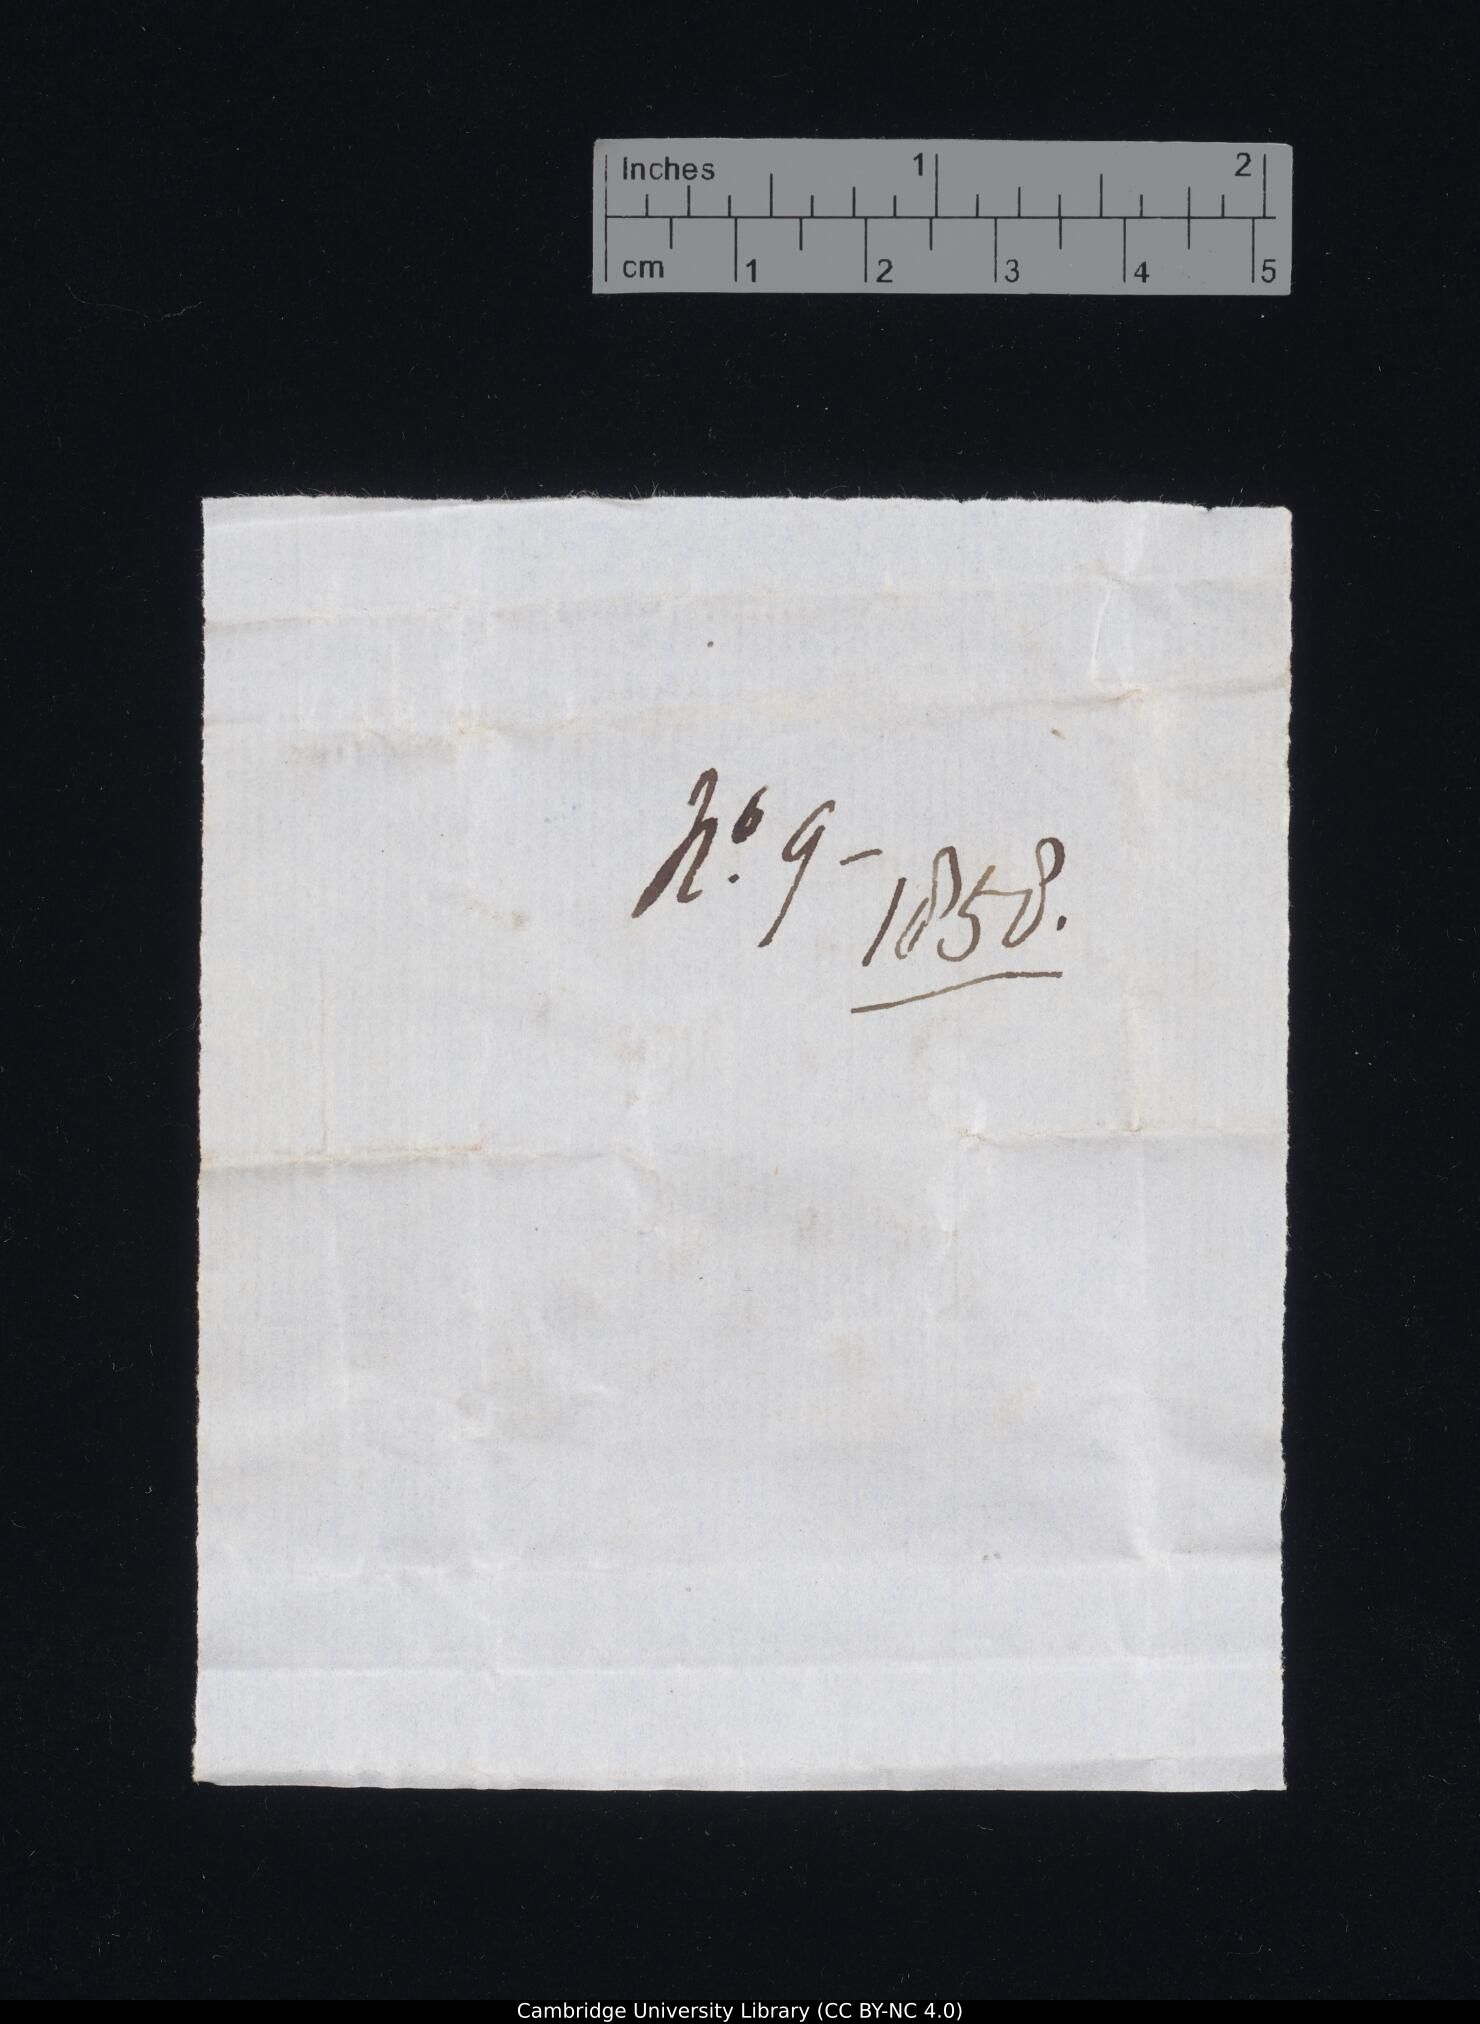 Inches 1 2
cm 1 2 3 4 5
No. 9 - 1858.
Cambridge University Library (CC BY-NC 4.0)